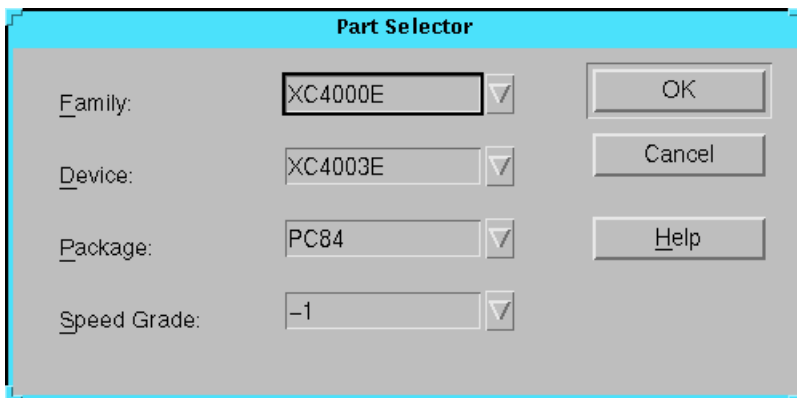 Part Selector
Family: XC4000E OK
Device: XC4003E Cancel
Package: PC84 Help
Speed Grade: –1